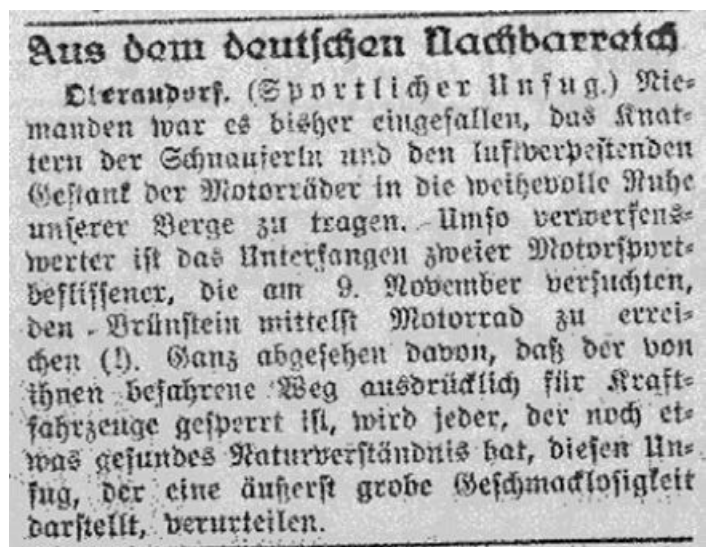 Aus dem deutschen Nachbarreich
Oberaudorf. (Sportlicher Unfug.) Nie-
manden war es bisher eingefallen, das Knat-
tern der Schnauferln und den luftverpestenden
Gestank der Motorräder in die weihevolle Ruhe
unserer Berge zu tragen. Umso verwerfens-
werter ist das Unterfangen zweier Motorsport-
beflissener, die am 9. November versuchten,
den Brünstein mittelst Motorrad zu errei-
chen (!). Ganz abgesehen davon, daß der von
ihnen befahrene Weg ausdrücklich für Kraft-
fahrzeuge gesperrt ist, wird jeder, der noch et-
was gesundes Naturverständnis hat, diesen Un-
fug, der eine äußerst grobe Geschmacklosigkeit
darstellt, verurteilen.